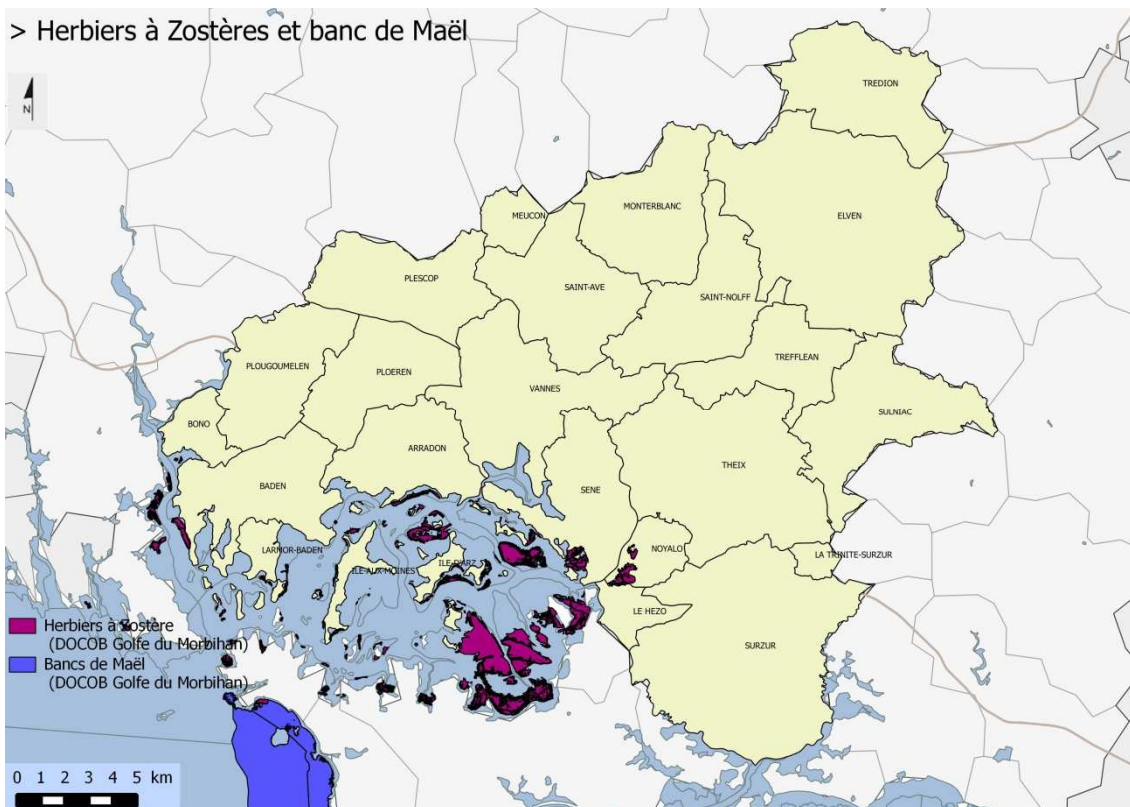 > Herbiers à Zostères et banc de Maël
N
TREDION
ELVEN
MONTERBLANC
MEUCON
PLESCOP
SAINT-AVE
SAINT-NOLFF
TREFFLEAN
PLOUGOUMELEN
PLOEREN
VANNES
SULNIAC
BONO
ARRADON
THEIX
BADEN
SENE
LARMOR-BADEN
ILE-AUX-MOINES
ILE-D'ARZ
NOYALO
LA TRINITE-SURZUR
LE HEZO
SURZUR
Herbiers à Zostère
(DOCOB Golfe du Morbihan)
Bancs de Maël
(DOCOB Golfe du Morbihan)
0 1 2 3 4 5 km